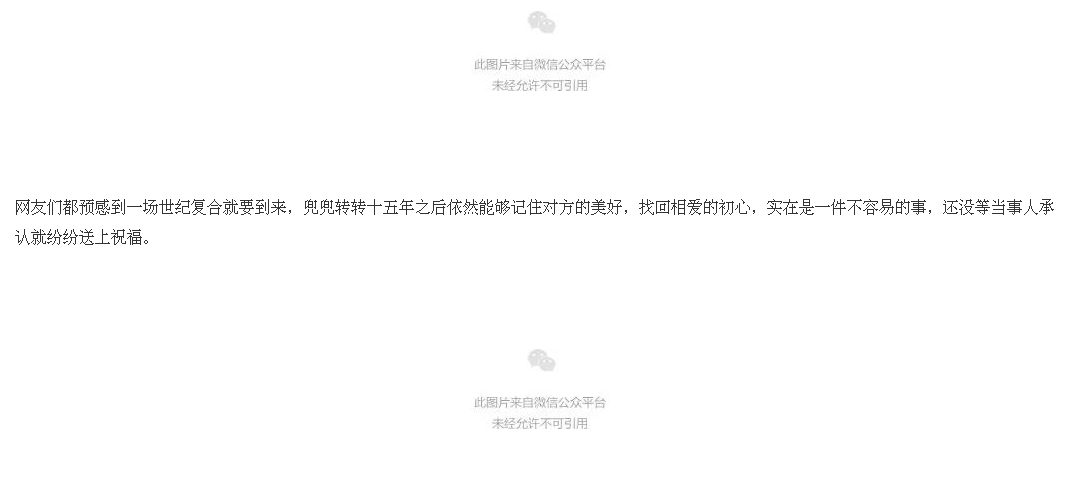 此图片来自微信公众平台
未经允许不可引用
网友们都预感到一场世纪复合就要到来，兜兜转转十五年之后依然能够记住对方的美好，找回相爱的初心，实在是一件不容易的事，还没等当事人承
认就纷纷送上祝福。
此图片来自微信公众平台
未经允许不可引用